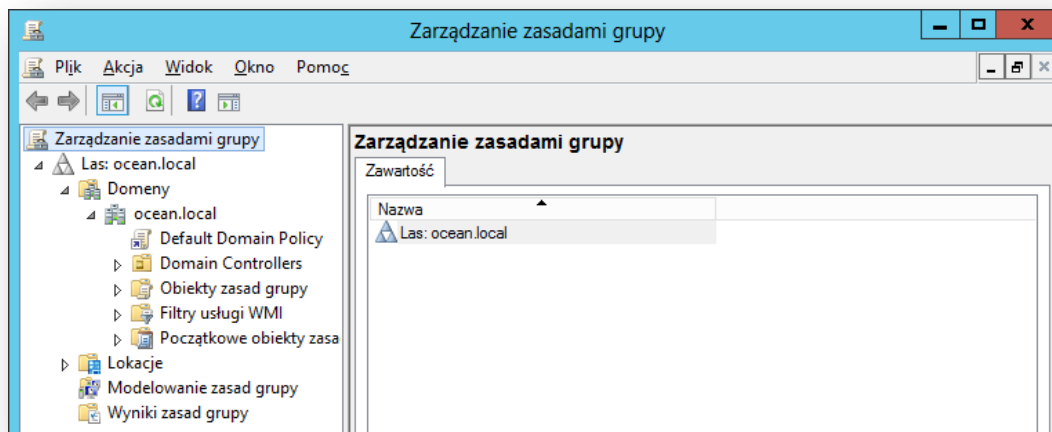 Zarządzanie zasadami grupy
Plik Akcja Widok Okno Pomoc
Zarządzanie zasadami grupy
Las: ocean.local
Domeny
ocean.local
Default Domain Policy
Domain Controllers
Obiekty zasad grupy
Filtry usługi WMI
Początkowe obiekty zasa
Lokacje
Modelowanie zasad grupy
Wyniki zasad grupy
Zarządzanie zasadami grupy
Zawartość
Nazwa
Las: ocean.local